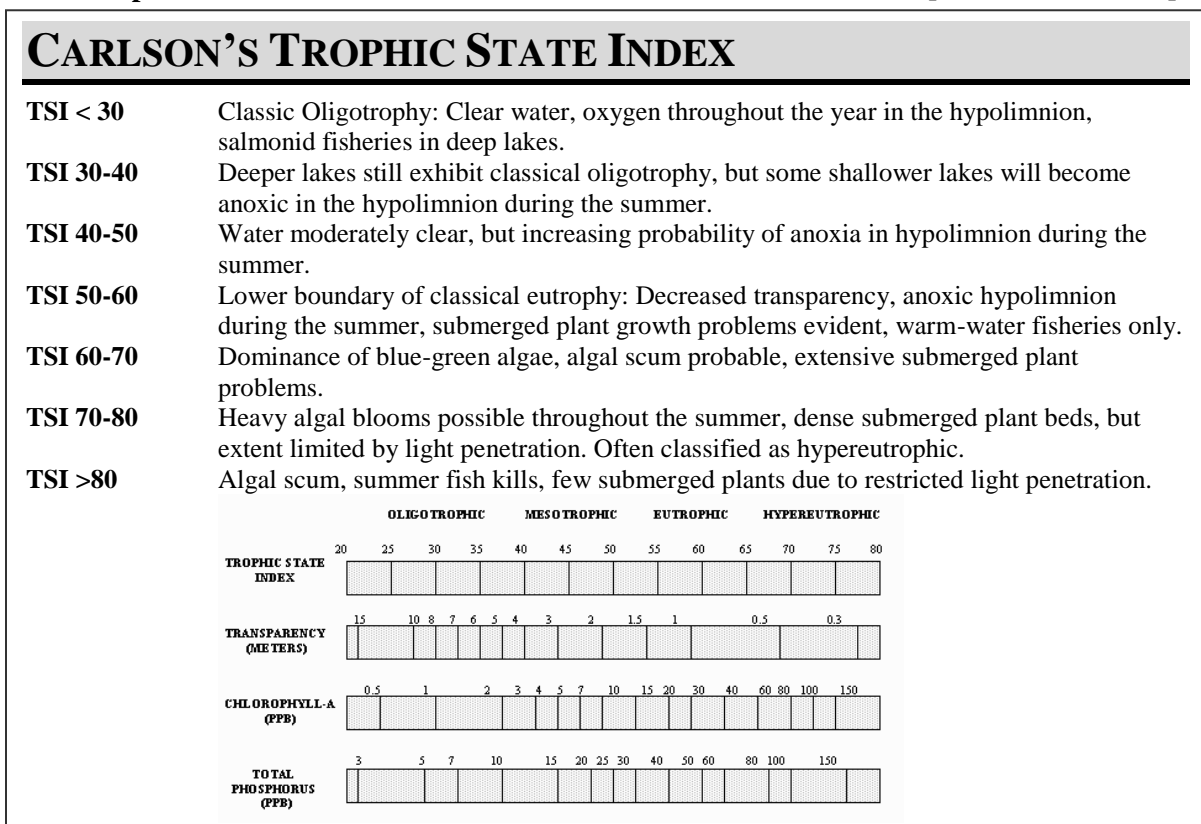 CARLSON'S TROPHIC STATE INDEX
TSI < 30 Classic Oligotrophy: Clear water, oxygen throughout the year in the hypolimnion,
salmonid fisheries in deep lakes.
TSI 30-40 Deeper lakes still exhibit classical oligotrophy, but some shallower lakes will become
anoxic in the hypolimnion during the summer.
TSI 40-50 Water moderately clear, but increasing probability of anoxia in hypolimnion during the
summer.
TSI 50-60 Lower boundary of classical eutrophy: Decreased transparency, anoxic hypolimnion
during the summer, submerged plant growth problems evident, warm-water fisheries only.
TSI 60-70 Dominance of blue-green algae, algal scum probable, extensive submerged plant
problems.
TSI 70-80 Heavy algal blooms possible throughout the summer, dense submerged plant beds, but
extent limited by light penetration. Often classified as hypereutrophic.
TSI >80 Algal scum, summer fish kills, few submerged plants due to restricted light penetration.
OLIGOTROPHIC MESOTROPHIC EUTROPHIC HYPEREUTROPHIC
20 25 30 35 40 45 50 55 60 65 70 75 80
TROPHIC STATE
INDEX
15 10 8 7 6 5 4 3 2 1.5 1 0.5 0.3
TRANSPARENCY
(METERS)
0.5 1 2 3 4 5 7 10 15 20 30 40 60 80 100 150
CHLOROPHYLL-A
(PPB)
3 5 7 10 15 20 25 30 40 50 60 80 100 150
TOTAL
PHOSPHORUS
(PPB)